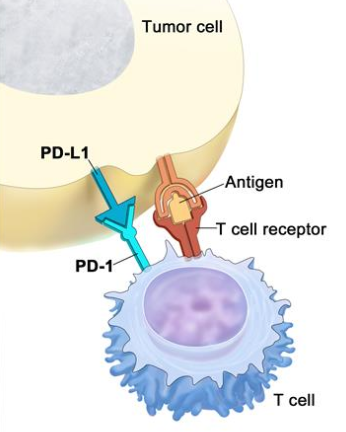 Tumor cell
PD-L1
Antigen
T cell receptor
PD-1
T cell